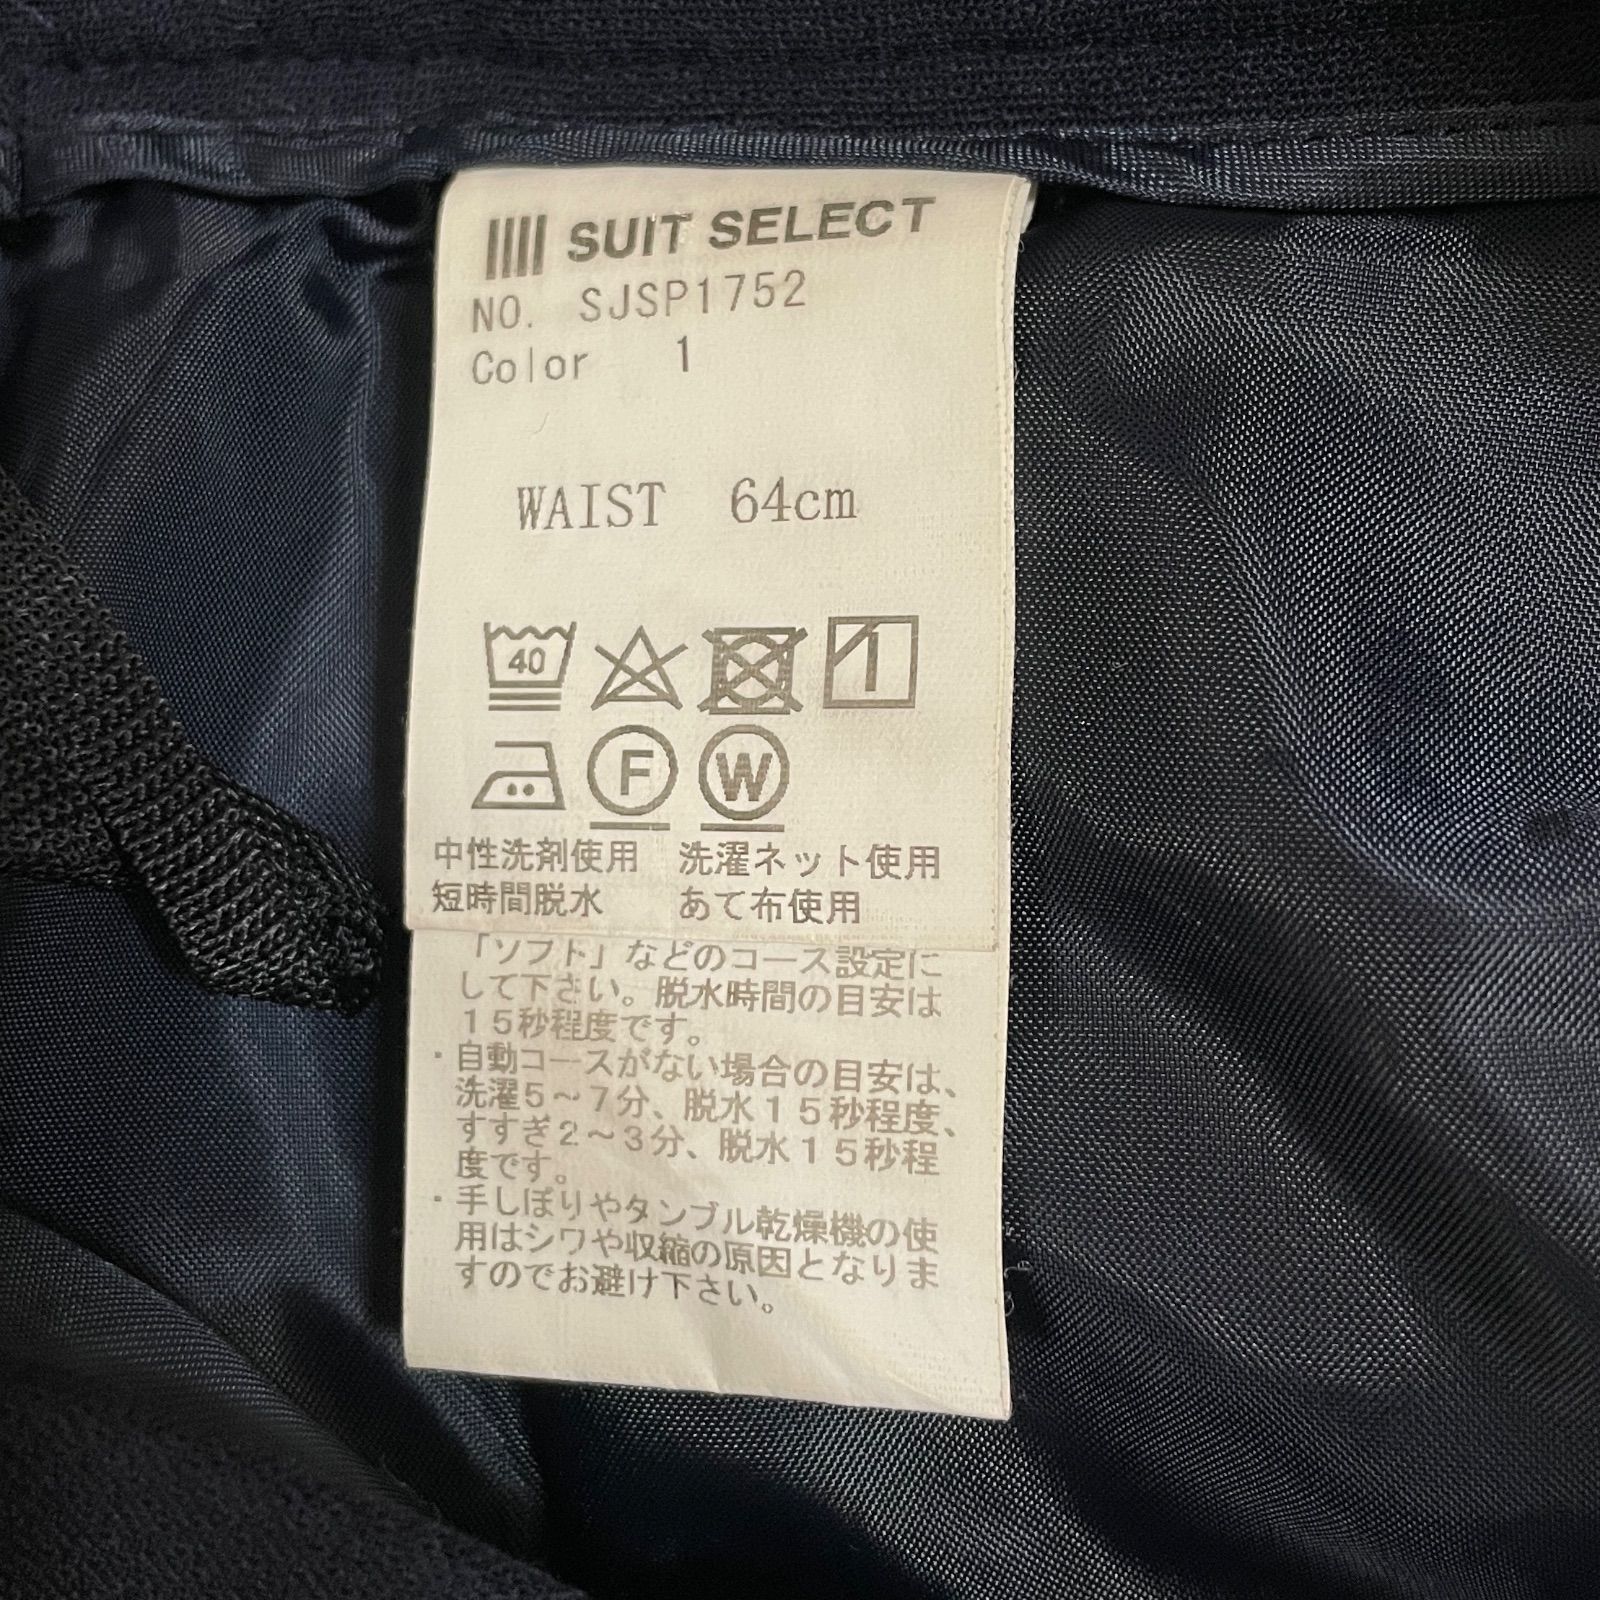 SUIT SELECT
NO. SJSP1752
Color 1
WAIST 64cm
40
1
F W
中性洗剤使用 洗濯ネット使用
短時間脱水 あて布使用
「ソフト」などのコース設定に
して下さい。脱水時間の目安は
15秒程度です。
・自動コースがない場合の目安は、
洗濯5~7分、脱水15秒程度、
すすぎ2~3分、脱水15秒程
度です。
・手しぼりやタンブル乾燥機の使
用はシワや収縮の原因となりま
すのでお避け下さい。